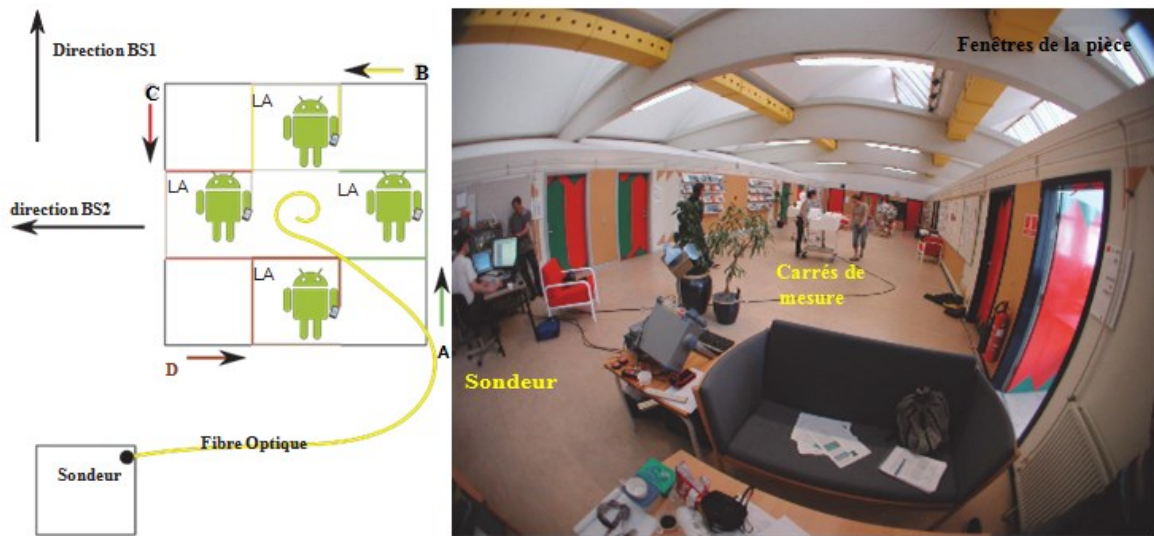 Direction BS1
B
C
LA
LA
LA
direction BS2
LA
A
D
Fibre Optique
Sondeur
Fenêtres de la pièce
Carrés de
mesure
Sondeur